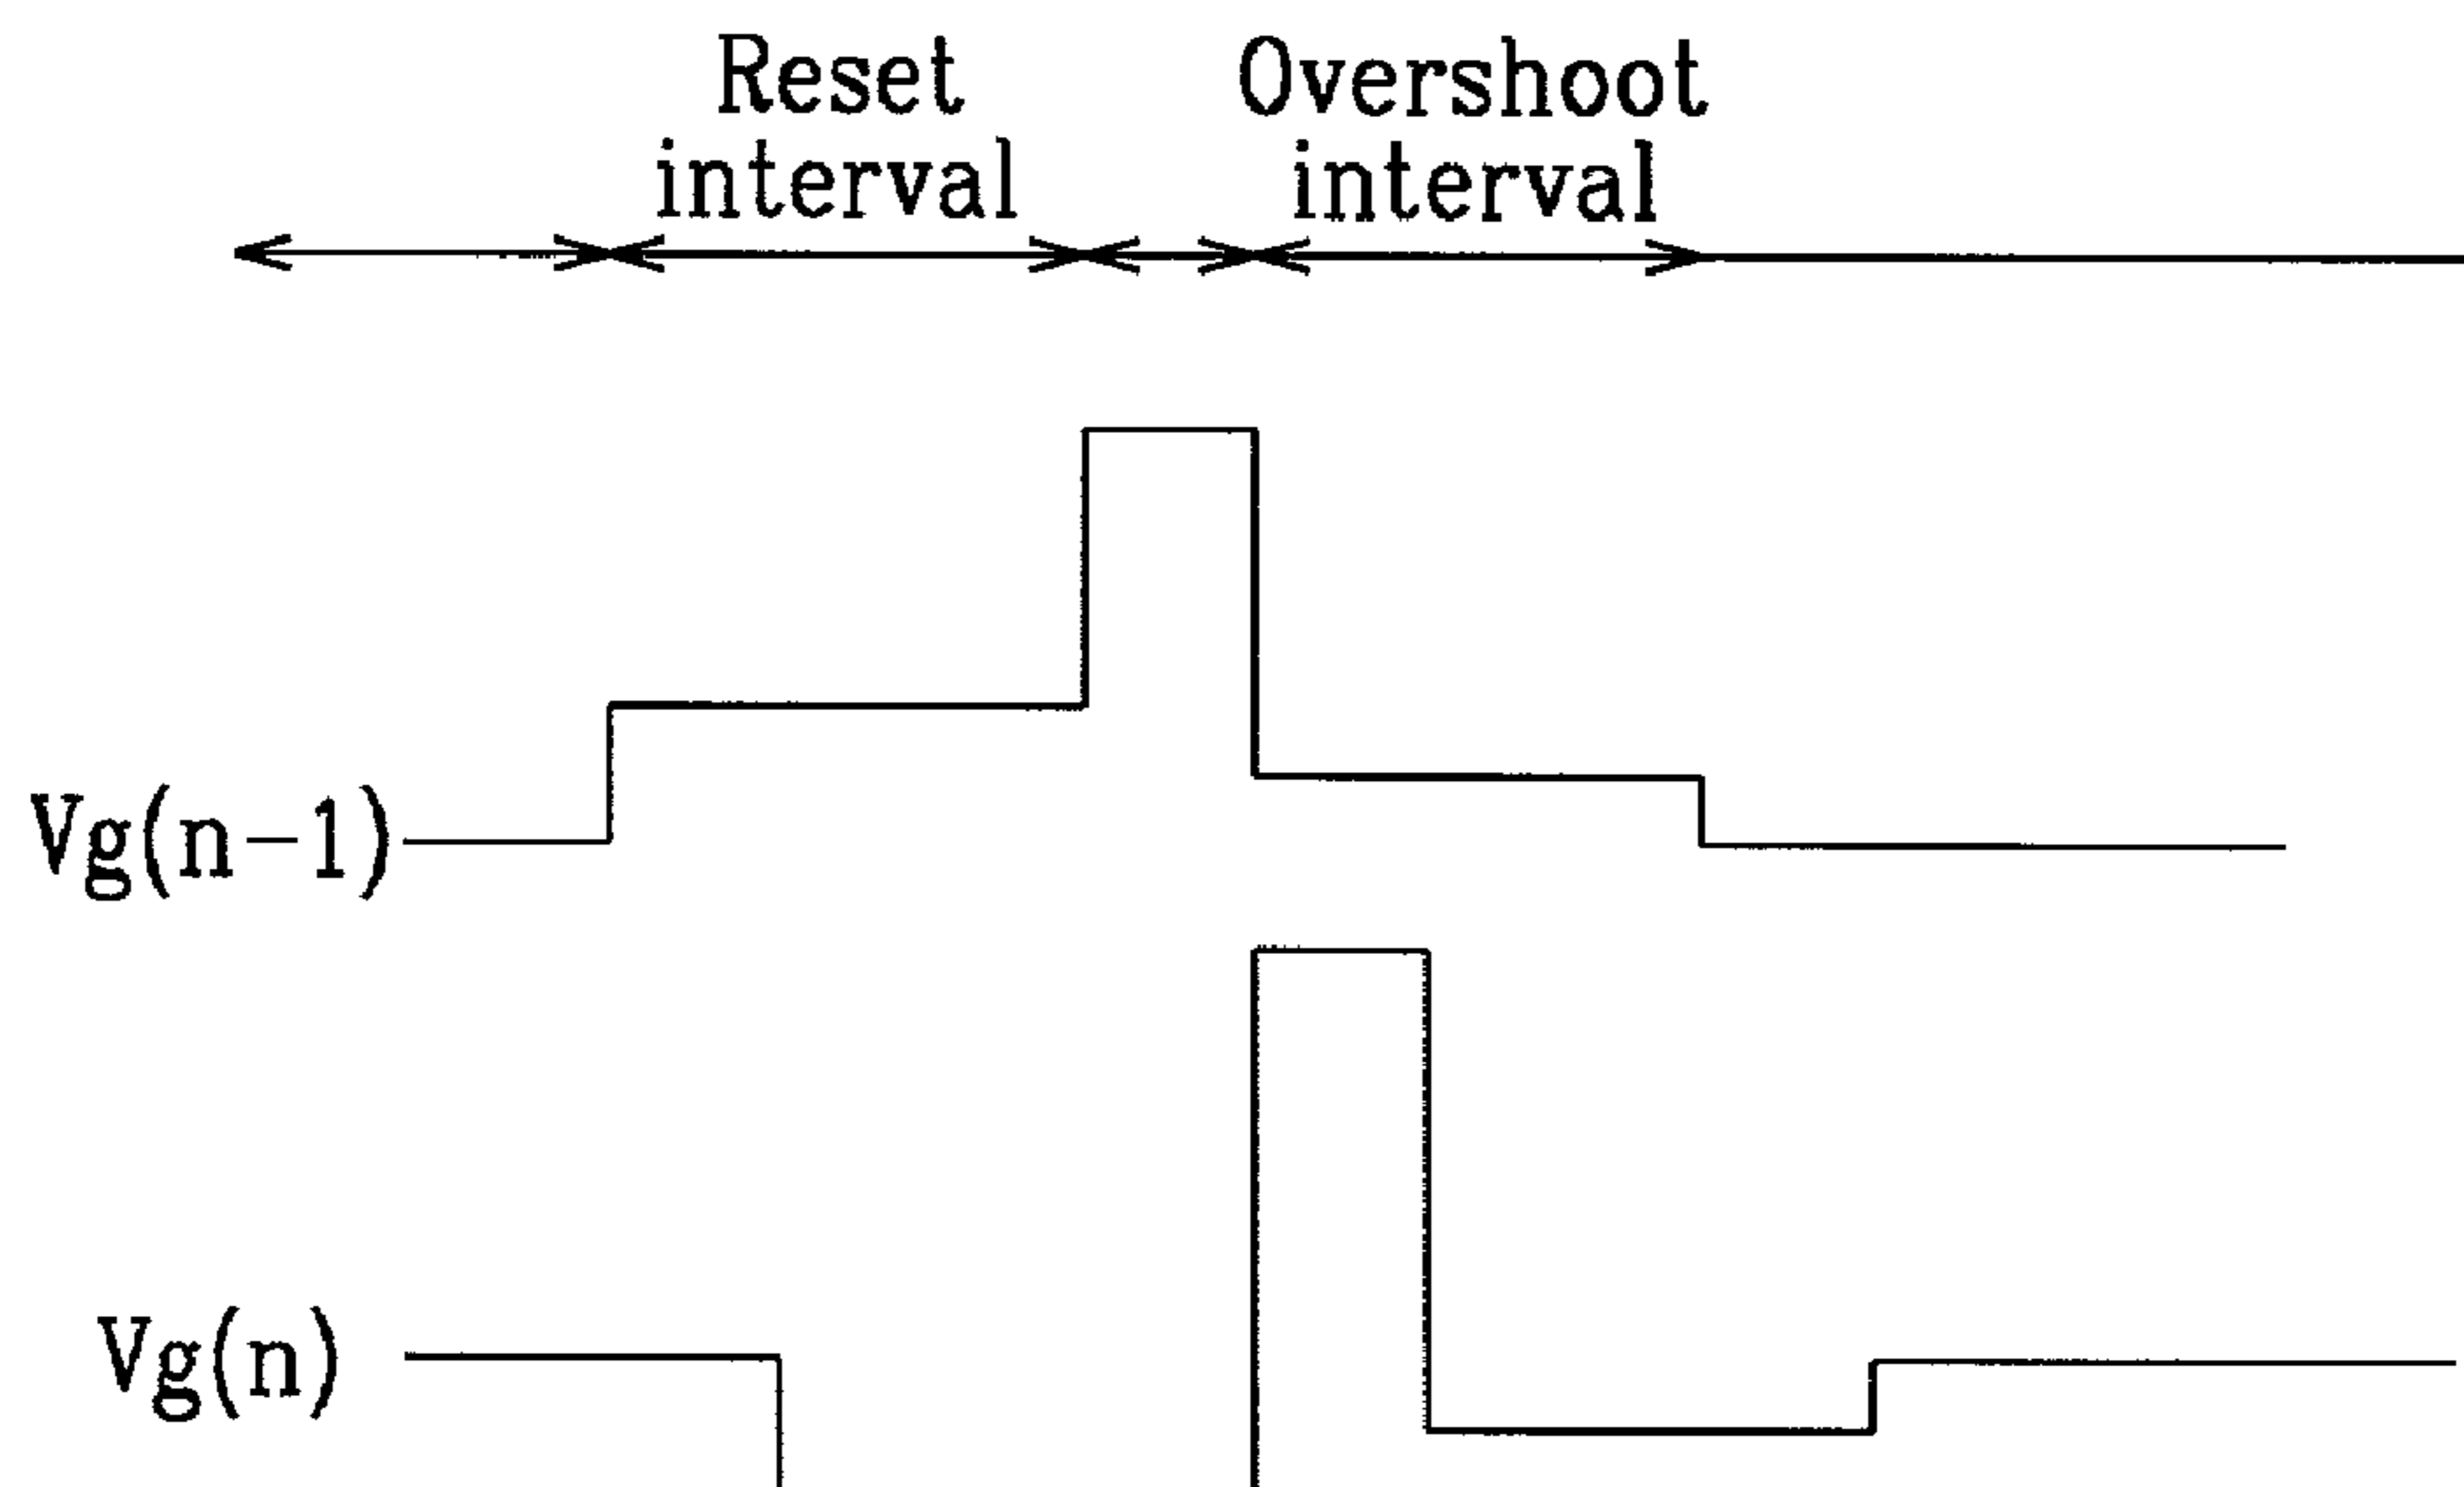 Reset Overshoot
interval interval
Vg(n-1)
Vg(n)